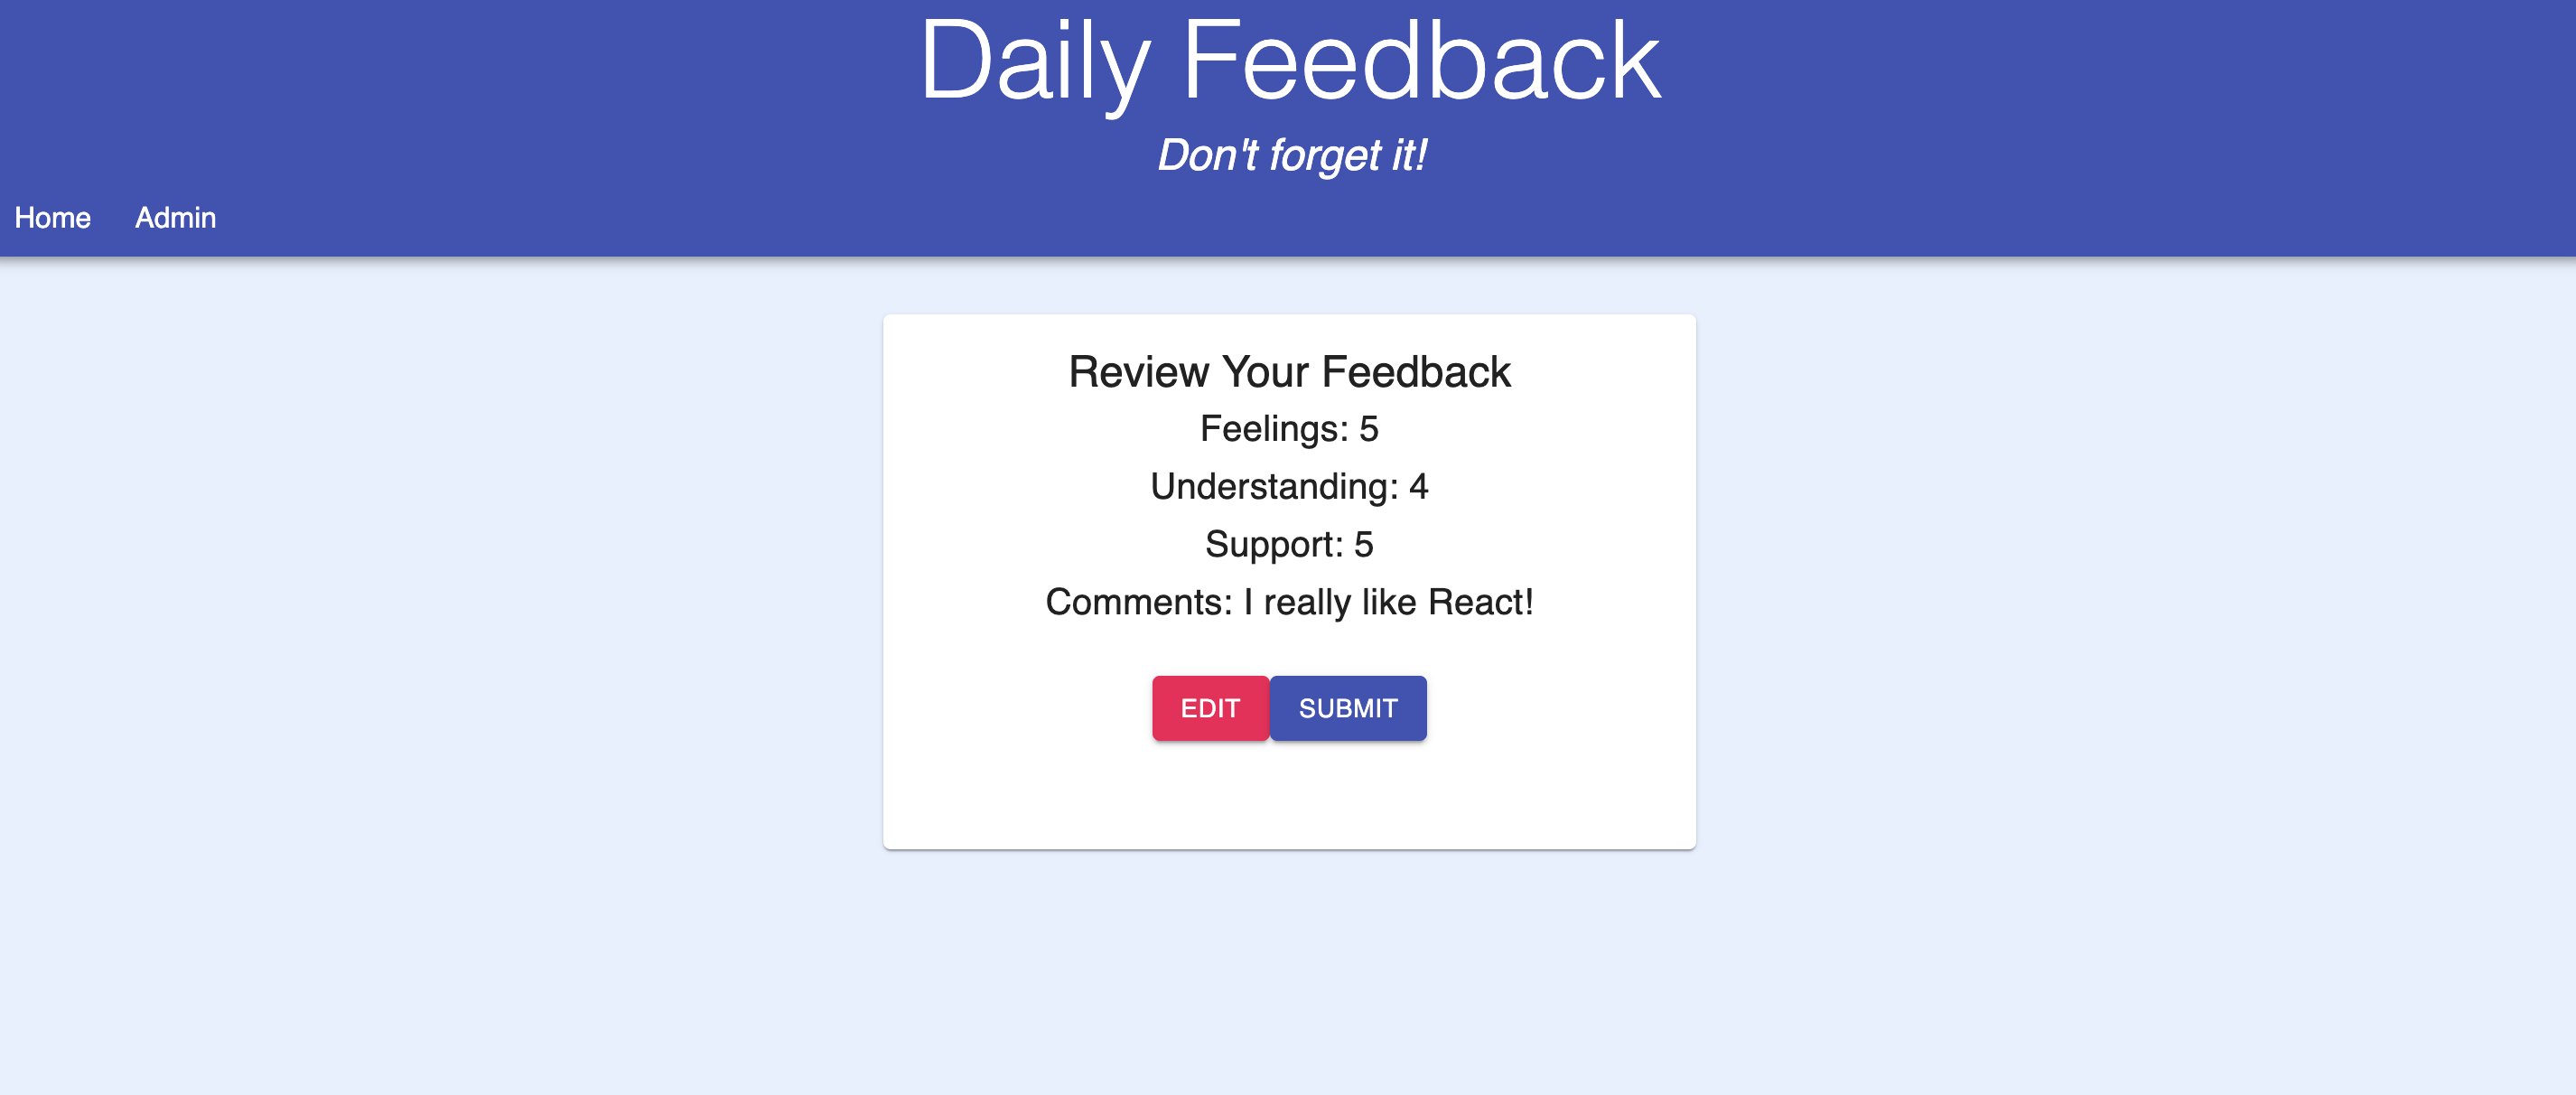 Daily Feedback
Don't forget it!
Home Admin
Review Your Feedback
Feelings: 5
Understanding: 4
Support: 5
Comments: I really like React!
EDIT SUBMIT